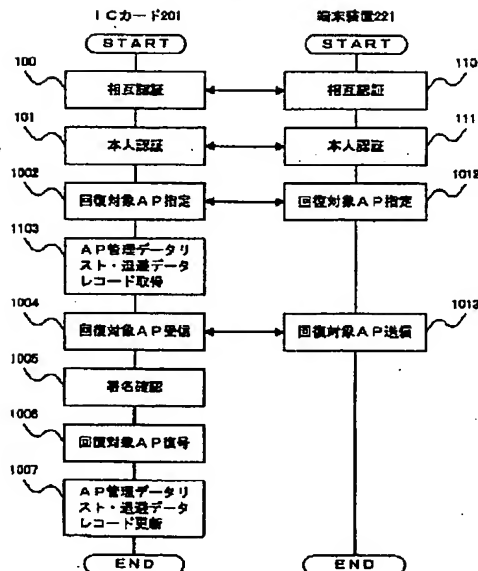 ICカード201
端末装置221
START
START
100
相互認証
相互認証
110
101
本人認証
本人認証
111
1002
回復対象AP指定
回復対象AP指定
1012
1103
AP管理データリ
スト・退避データ
レコード取得
1004
回復対象AP受信
回復対象AP送信
1013
1005
署名確認
1006
回復対象AP復号
1007
AP管理データリ
スト・退避データ
レコード更新
END
END